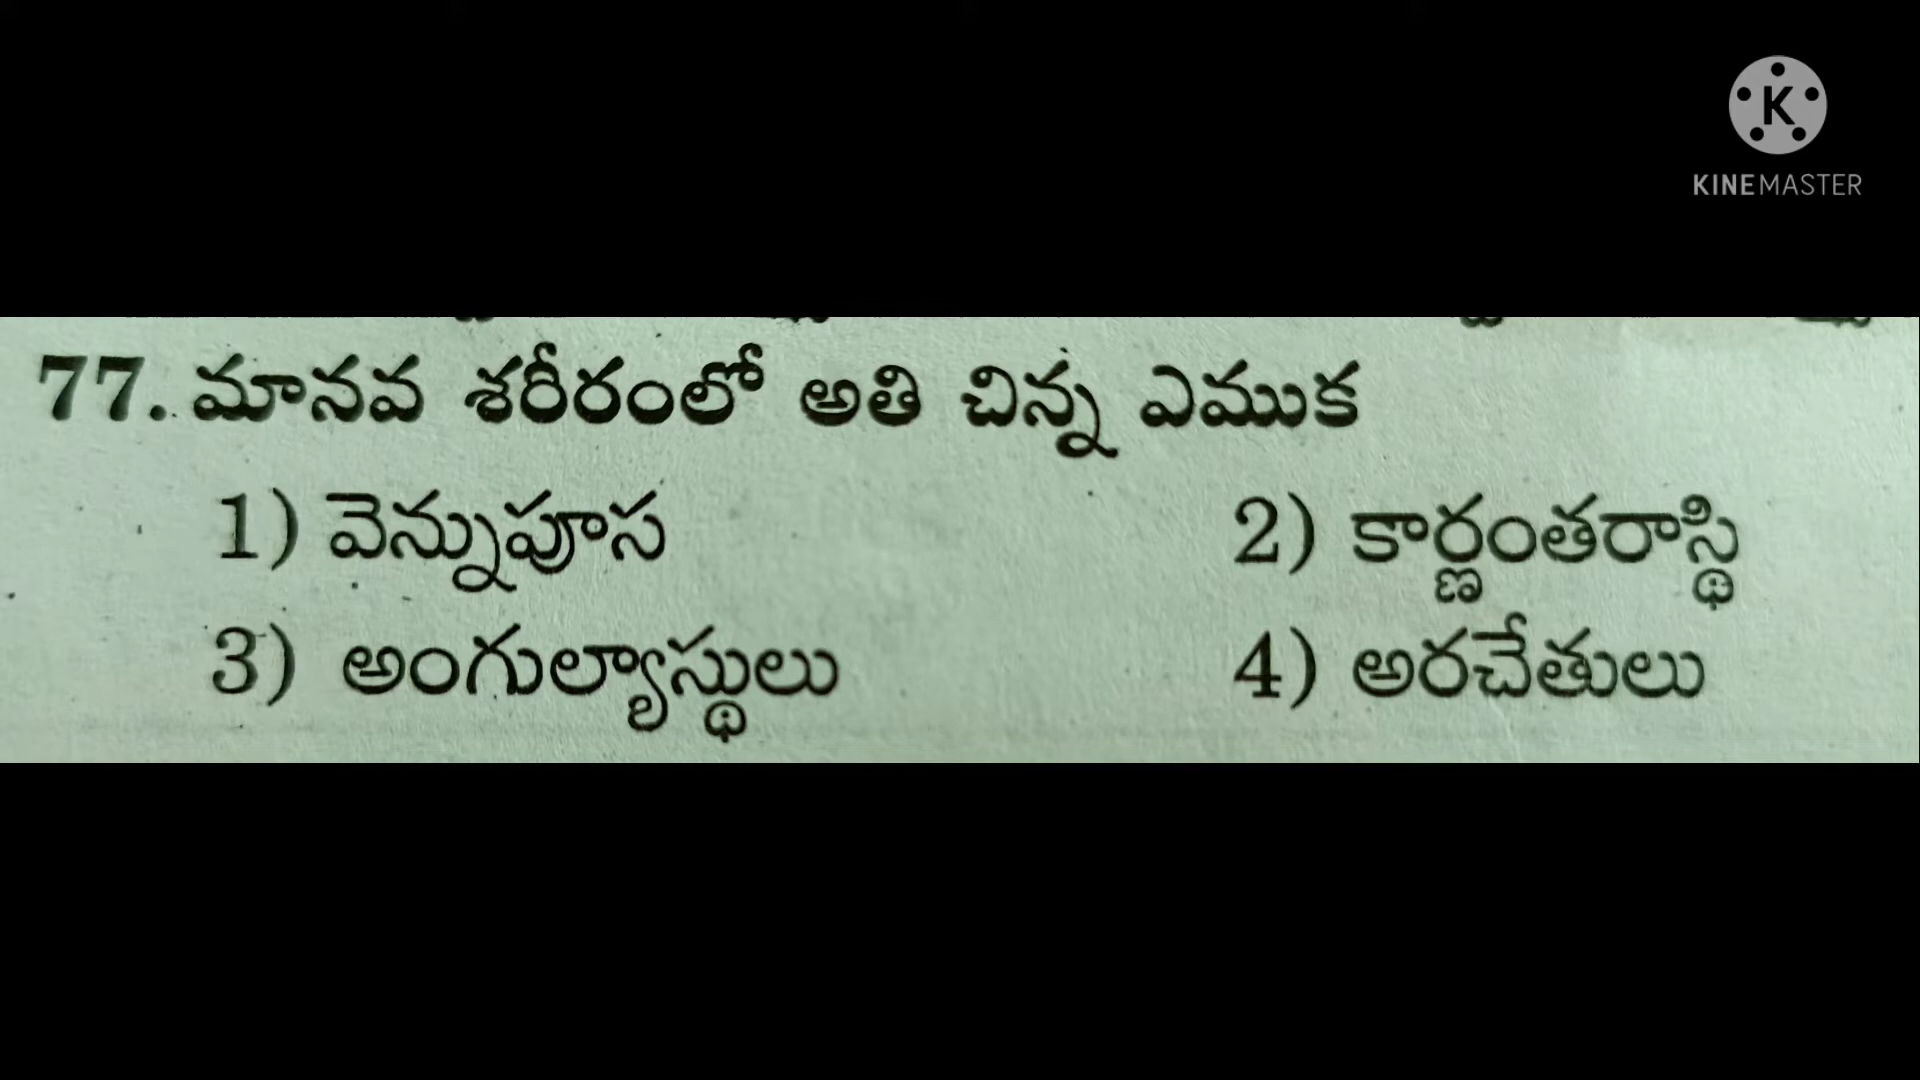 K
KINEMASTER
77. మానవ శరీరంలో అతి చిన్న ఎముక
1) వెన్నుపూస 2) కార్ణంతరాస్థి
3) అంగుల్యాస్థులు 4) అరచేతులు